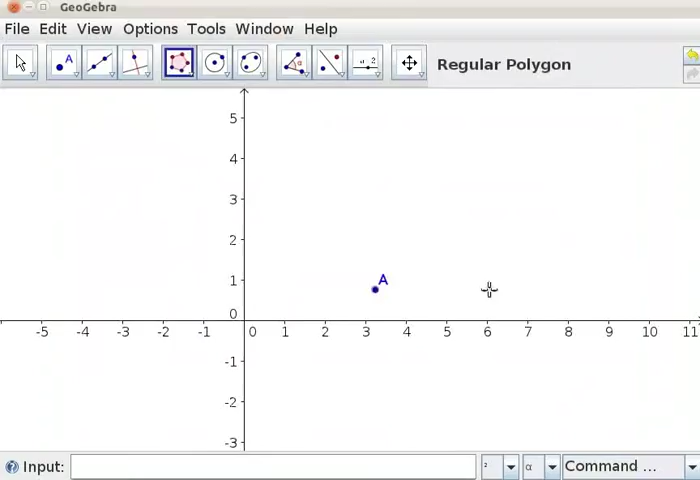 GeoGebra
File Edit View Options Tools Window Help
A α a=2 Regular Polygon
5
4
3
2
A
1
0
-5 -4 -3 -2 -1 0 1 2 3 4 5 6 7 8 9 10 11
-1
-2
-3
Input: 2 α Command ...